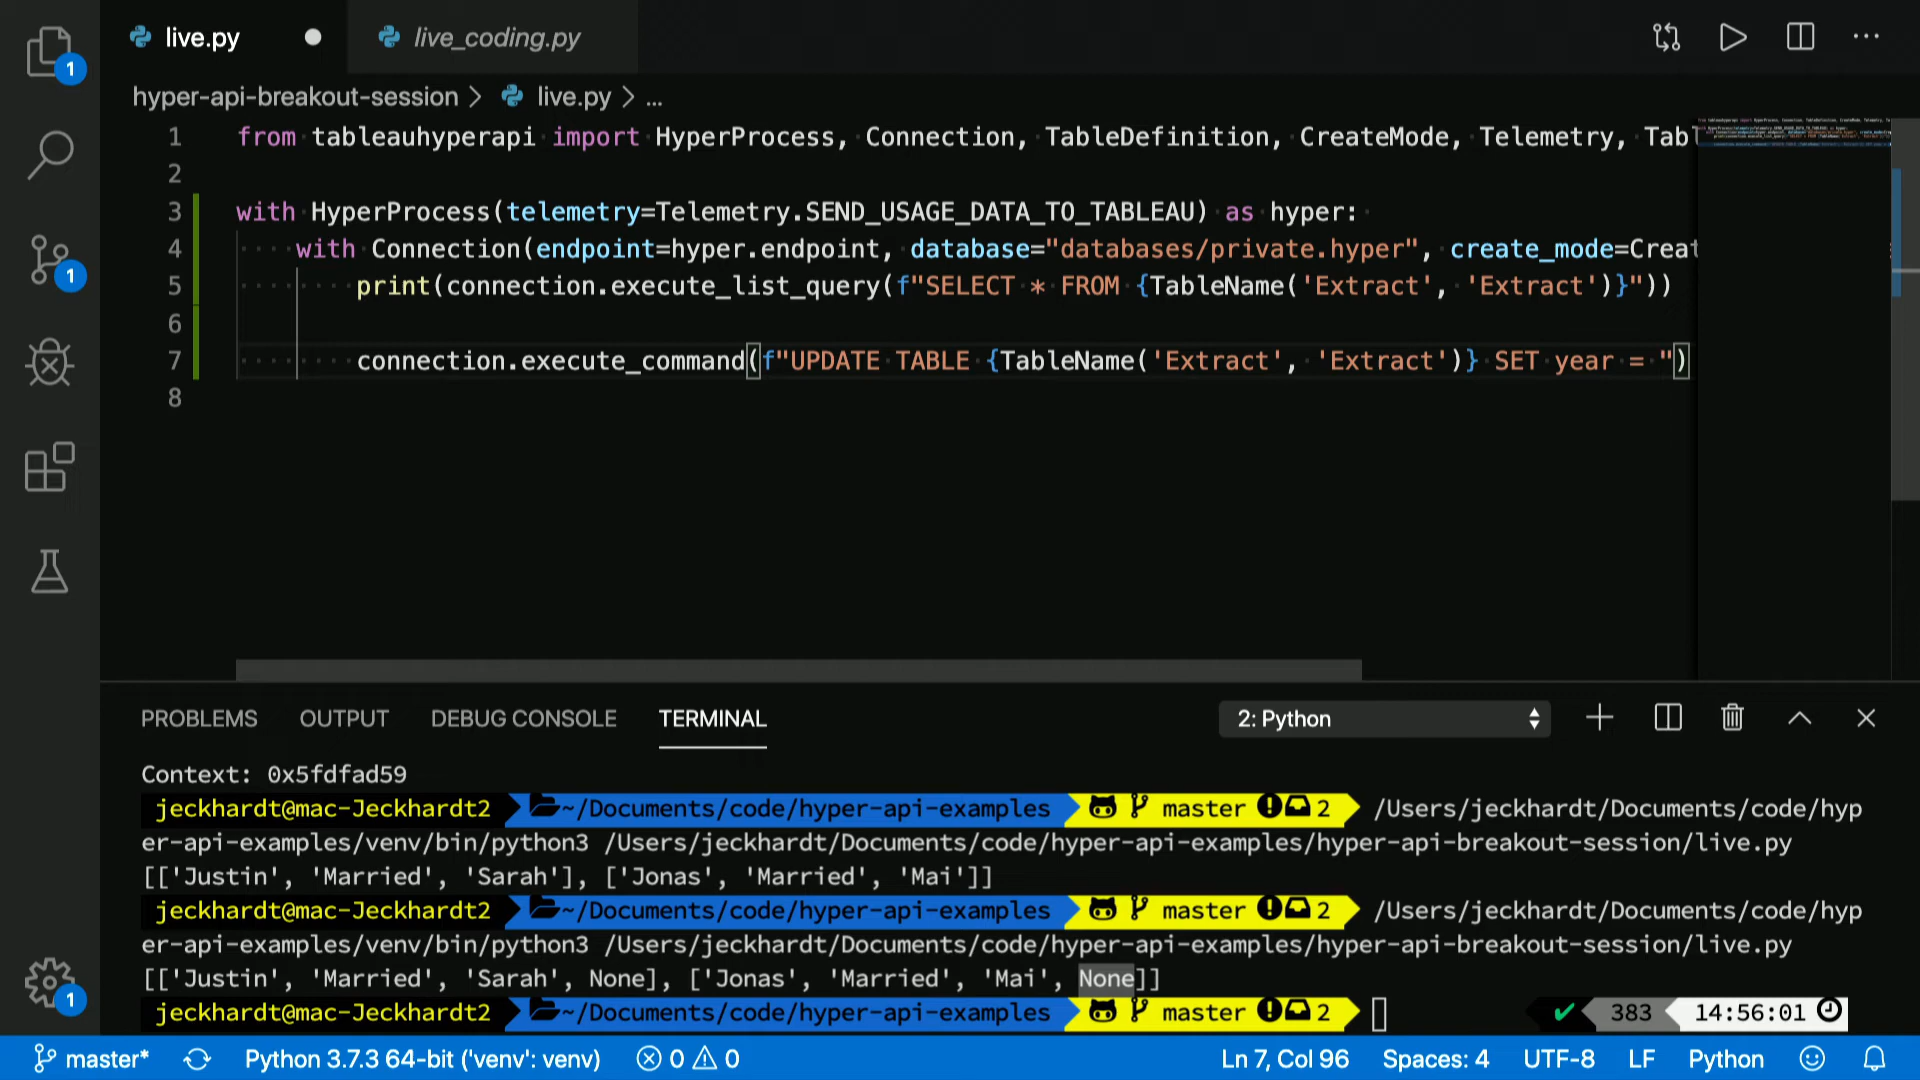 live.py
live_coding.py
hyper-api-breakout-session > live.py > ...
1 from tableauhyperapi import HyperProcess, Connection, TableDefinition, CreateMode, Telemetry, Tabl
2
3 with HyperProcess(telemetry=Telemetry.SEND_USAGE_DATA_TO_TABLEAU) as hyper:
4 with Connection(endpoint=hyper.endpoint, database="databases/private.hyper", create_mode=Creat
5 print(connection.execute_list_query(f"SELECT * FROM {TableName('Extract', 'Extract')}"))
6
7 connection.execute_command(f"UPDATE TABLE {TableName('Extract', 'Extract')} SET year = ")
8
1
1
1
PROBLEMS OUTPUT DEBUG CONSOLE TERMINAL 2: Python
Context: 0x5fdfad59
jeckhardt@mac-Jeckhardt2 ~/Documents/code/hyper-api-examples master 2 /Users/jeckhardt/Documents/code/hyp
er-api-examples/venv/bin/python3 /Users/jeckhardt/Documents/code/hyper-api-examples/hyper-api-breakout-session/live.py
[['Justin', 'Married', 'Sarah'], ['Jonas', 'Married', 'Mai']]
jeckhardt@mac-Jeckhardt2 ~/Documents/code/hyper-api-examples master 2 /Users/jeckhardt/Documents/code/hyp
er-api-examples/venv/bin/python3 /Users/jeckhardt/Documents/code/hyper-api-examples/hyper-api-breakout-session/live.py
[['Justin', 'Married', 'Sarah', None], ['Jonas', 'Married', 'Mai', None]]
jeckhardt@mac-Jeckhardt2 ~/Documents/code/hyper-api-examples master 2 ✔ 383 14:56:01
master* Python 3.7.3 64-bit ('venv': venv) 0 0 Ln 7, Col 96 Spaces: 4 UTF-8 LF Python